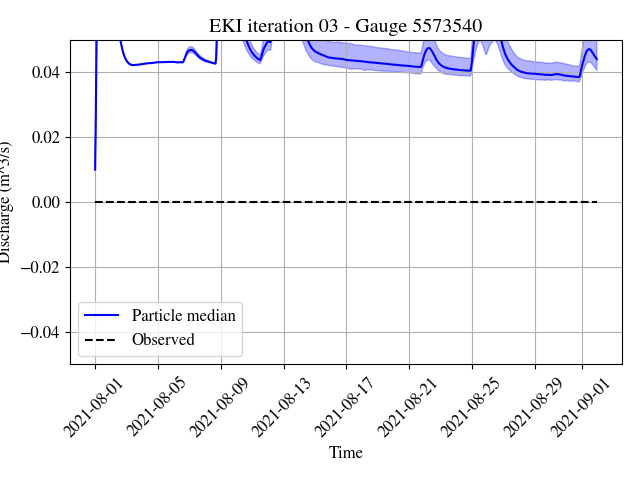 EKI iteration 03 - Gauge 5573540
Discharge (m^3/s)
0.04
0.02
0.00
−0.02
−0.04
Particle median
Observed
2021-08-01
2021-08-05
2021-08-09
2021-08-13
2021-08-17
2021-08-21
2021-08-25
2021-08-29
2021-09-01
Time